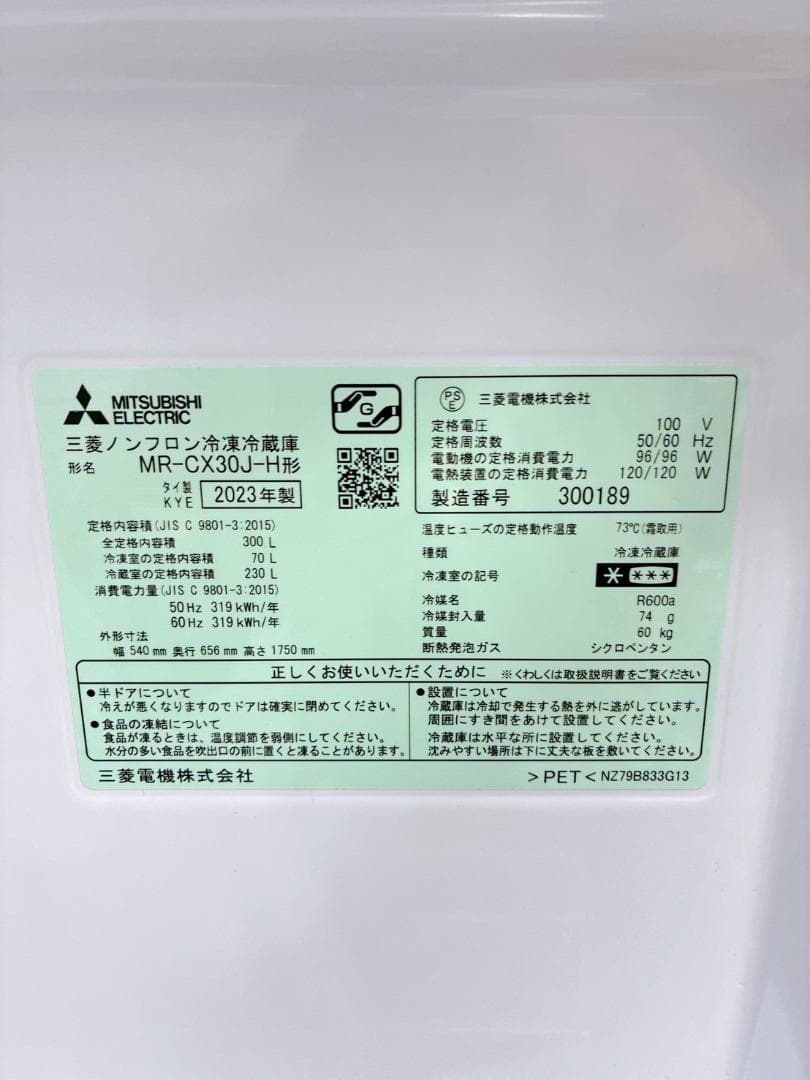 MITSUBISHI
ELECTRIC
三菱ノンフロン冷凍冷蔵庫
形名 MR-CX30J-H形
タイ製
KYE 2023年製
G
PS
E
三菱電機株式会社
定格電圧 100 V
定格周波数 50/60 Hz
電動機の定格消費電力 96/96 W
電熱装置の定格消費電力 120/120 W
製造番号 300189
定格内容積(JIS C 9801-3:2015)
全定格内容積 300 L
冷凍室の定格内容積 70 L
冷蔵室の定格内容積 230 L
消費電力量(JIS C 9801-3:2015)
50Hz 319kWh/年
60Hz 319kWh/年
外形寸法
幅 540mm 奥行 656mm 高さ 1750mm
温度ヒューズの定格動作温度 73℃(霜取用)
種類 冷凍冷蔵庫
冷凍室の記号 * ***
冷媒名 R600a
冷媒封入量 74 g
質量 60 kg
断熱発泡ガス シクロペンタン
正しくお使いいただくために ※くわしくは取扱説明書をご覧ください
●半ドアについて
冷えが悪くなりますのでドアは確実に閉めてください。
●食品の凍結について
食品が凍るときは、温度調節を弱側にしてください。
水分の多い食品を吹出口の前に置くと凍ることがあります。
●設置について
冷蔵庫は冷却で発生する熱を外に逃がしています。
周囲にすき間をあけて設置してください。
冷蔵庫は水平な所に設置してください。
沈みやすい場所は下に丈夫な板を敷いてください。
三菱電機株式会社
>PET< NZ79B833G13